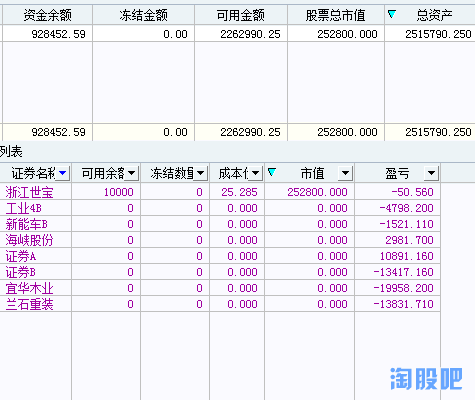 资金余额 冻结金额 可用金额 股票总市值 总资产
928452.59 0.00 2262990.25 252800.000 2515790.250
928452.59 0.00 2262990.25 252800.000 2515790.250
列表
证券名称 可用余额 冻结数量 成本价 市值 盈亏
浙江世宝 10000 0 25.285 252800.000 -50.560
工业4B 0 0 0.000 0.000 -4798.200
新能车B 0 0 0.000 0.000 -1521.110
海峡股份 0 0 0.000 0.000 2981.700
证券A 0 0 0.000 0.000 10891.160
证券B 0 0 0.000 0.000 -13417.160
宜华木业 0 0 0.000 0.000 -19958.200
兰石重装 0 0 0.000 0.000 -13831.710
淘股吧